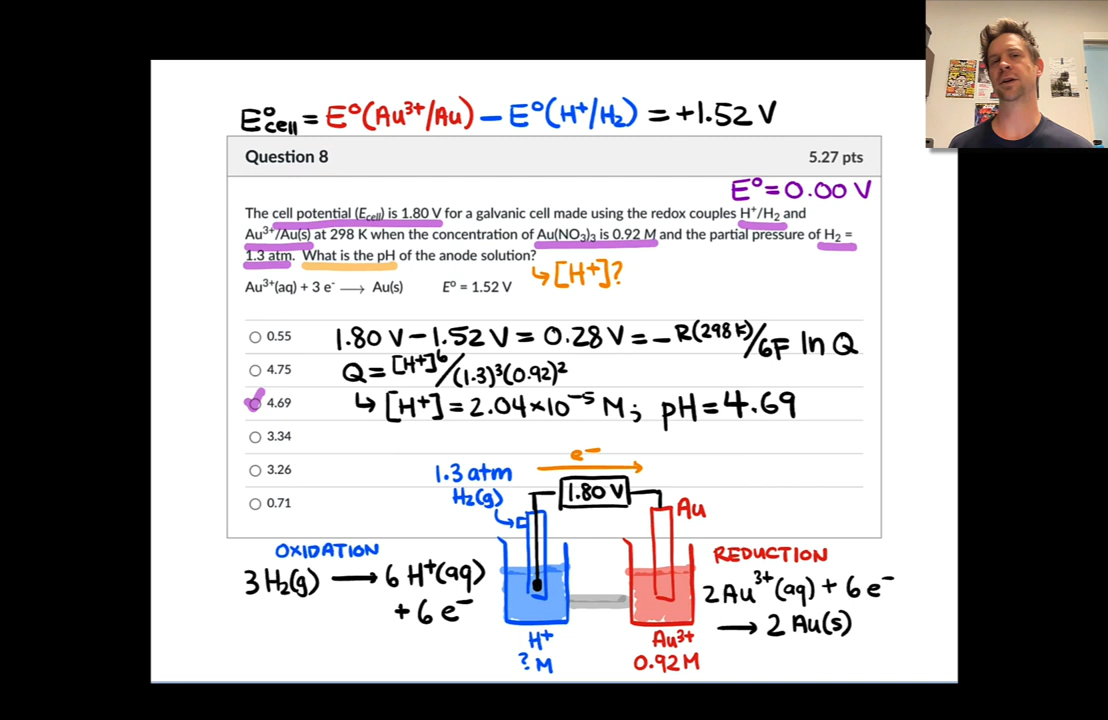 E°cell = E°(Au³⁺/Au) − E°(H⁺/H₂) = +1.52 V
Question 8 5.27 pts
E° = 0.00 V
The cell potential (Ecell) is 1.80 V for a galvanic cell made using the redox couples H⁺/H₂ and
Au³⁺/Au(s) at 298 K when the concentration of Au(NO₃)₃ is 0.92 M and the partial pressure of H₂ =
1.3 atm. What is the pH of the anode solution?
↳ [H⁺]?
Au³⁺(aq) + 3 e⁻ ⟶ Au(s) E° = 1.52 V
0.55
1.80 V − 1.52 V = 0.28 V = −R(298 K)/6F ln Q
4.75
Q = [H⁺]⁶/(1.3)³(0.92)²
4.69
↳ [H⁺] = 2.04×10⁻⁵ M; pH = 4.69
3.34
3.26
0.71
e⁻
1.3 atm
H₂(g)
1.80 V
Au
OXIDATION
3 H₂(g) ⟶ 6 H⁺(aq)
+ 6 e⁻
REDUCTION
2 Au³⁺(aq) + 6 e⁻
⟶ 2 Au(s)
H⁺
? M
Au³⁺
0.92 M